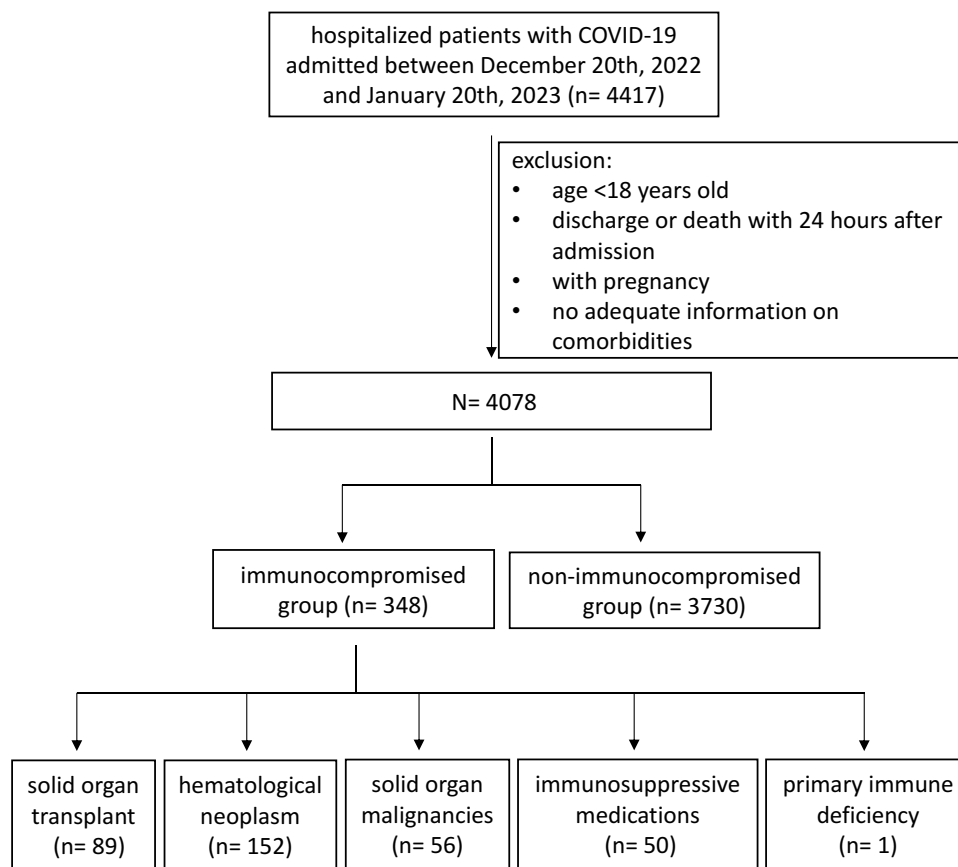 hospitalized patients with COVID-19
admitted between December 20th, 2022
and January 20th, 2023 (n= 4417)
exclusion:
• age <18 years old
• discharge or death with 24 hours after
admission
• with pregnancy
• no adequate information on
comorbidities
N= 4078
immunocompromised
group (n= 348)
non-immunocompromised
group (n= 3730)
solid organ
transplant
(n= 89)
hematological
neoplasm
(n= 152)
solid organ
malignancies
(n= 56)
immunosuppressive
medications
(n= 50)
primary immune
deficiency
(n= 1)